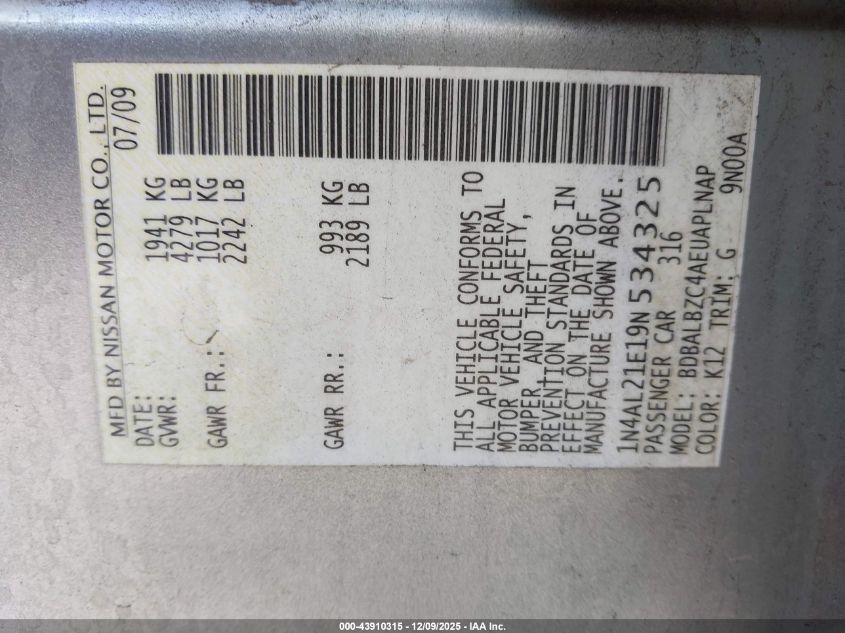 MFD BY NISSAN MOTOR CO., LTD.
DATE: 07/09
GVWR: 1941 KG
4279 LB
GAWR FR.: 1017 KG
2242 LB
GAWR RR.: 993 KG
2189 LB
THIS VEHICLE CONFORMS TO
ALL APPLICABLE FEDERAL
MOTOR VEHICLE SAFETY,
BUMPER, AND THEFT
PREVENTION STANDARDS IN
EFFECT ON THE DATE OF
MANUFACTURE SHOWN ABOVE.
1N4AL21E19N534325
PASSENGER CAR 316
MODEL: BDBALBZC4AEUAPLNAP
COLOR: K12 TRIM: G 9N00A
000-43910315 - 12/09/2025 - IAA Inc.